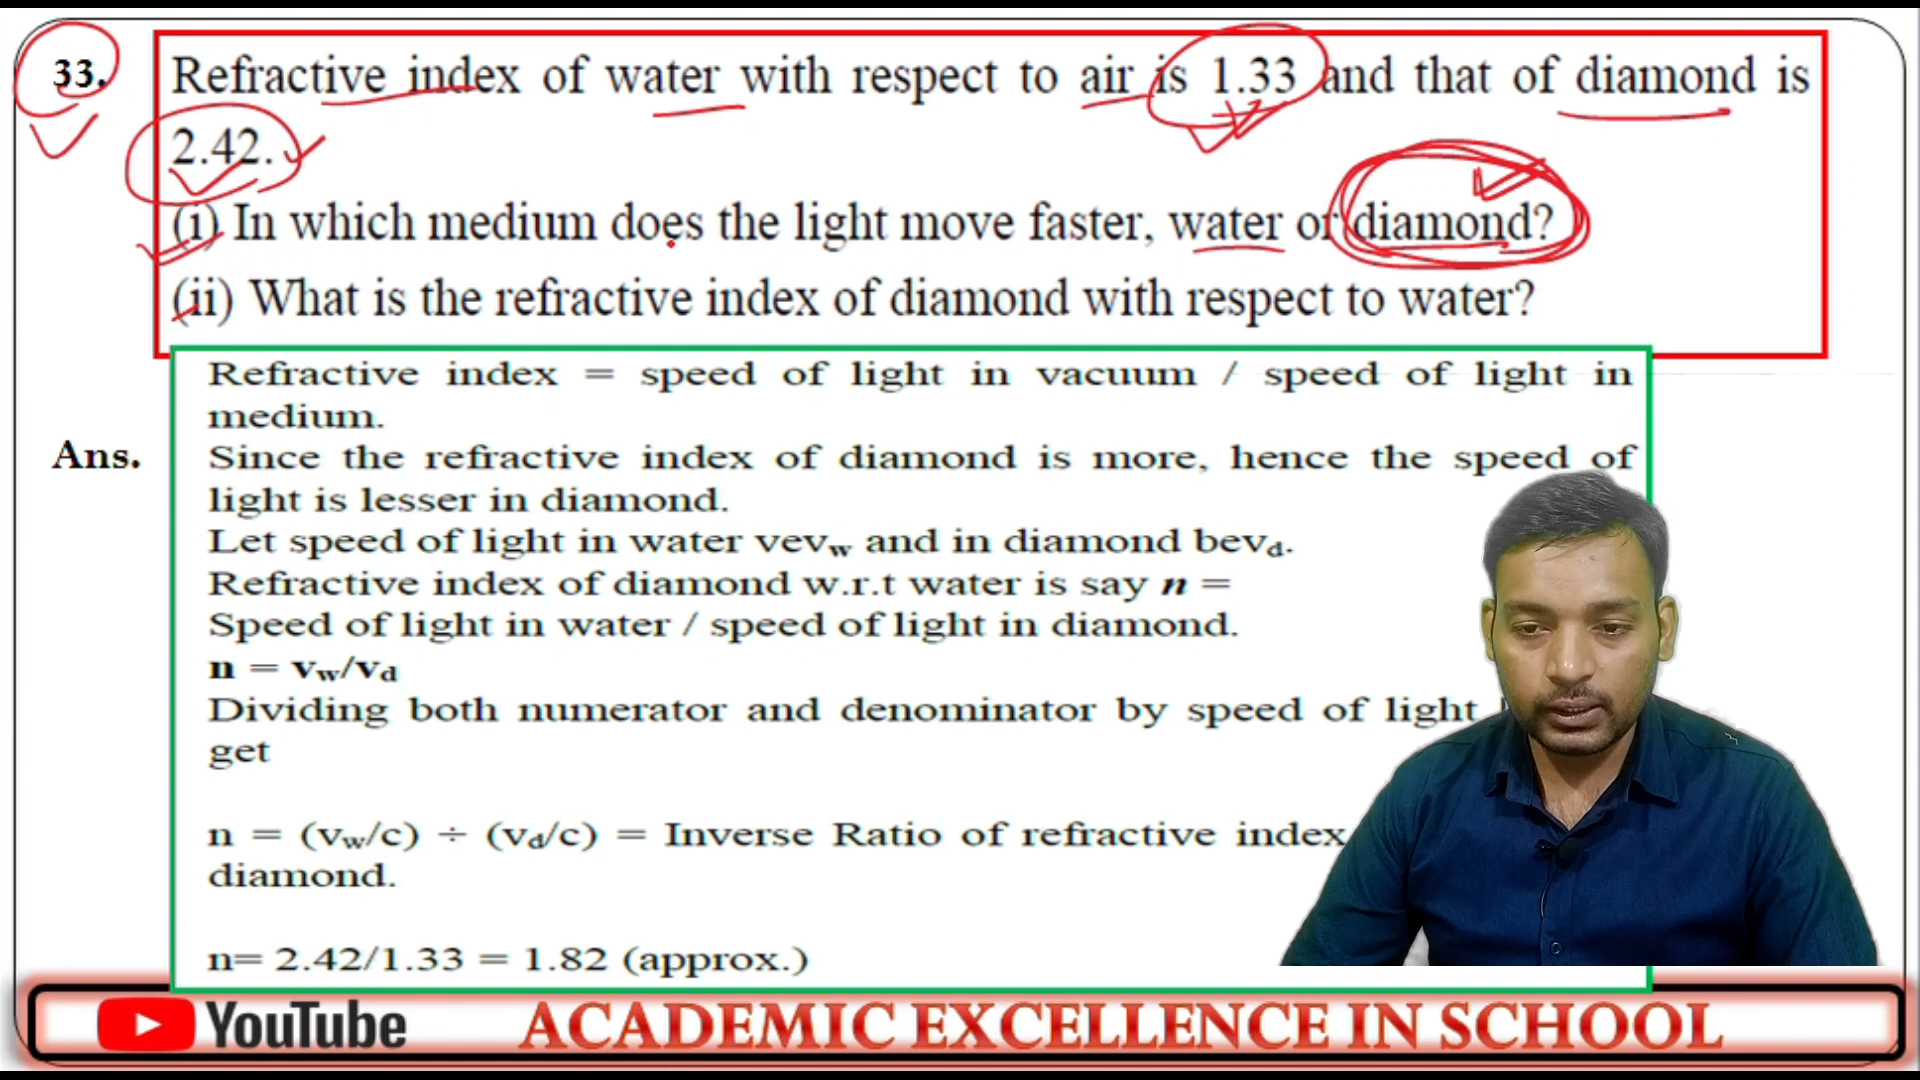 33. Refractive index of water with respect to air is 1.33 and that of diamond is
2.42.
(i) In which medium does the light move faster, water or diamond?
(ii) What is the refractive index of diamond with respect to water?
Refractive index = speed of light in vacuum / speed of light in
medium.
Ans. Since the refractive index of diamond is more, hence the speed of
light is lesser in diamond.
Let speed of light in water vevw and in diamond bevd.
Refractive index of diamond w.r.t water is say n =
Speed of light in water / speed of light in diamond.
n = vw/vd
Dividing both numerator and denominator by speed of light
get
n = (vw/c) ÷ (vd/c) = Inverse Ratio of refractive index
diamond.
n= 2.42/1.33 = 1.82 (approx.)
YouTube ACADEMIC EXCELLENCE IN SCHOOL